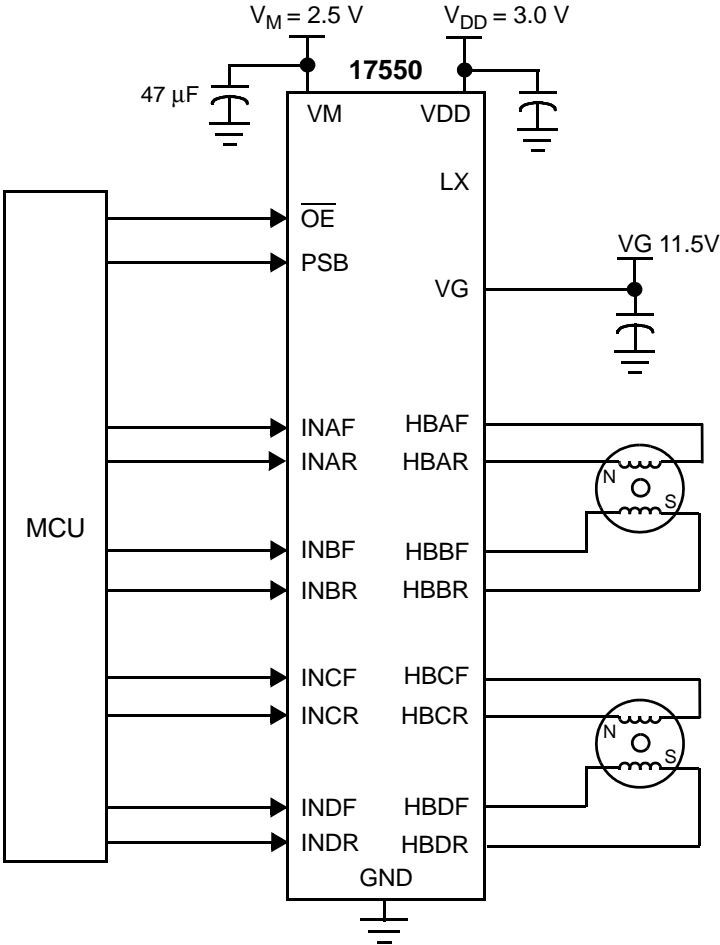 V_M = 2.5 V
V_DD = 3.0 V
17550
47 μF
VM
VDD
LX
O̅E̅
PSB
VG 11.5V
VG
INAF
HBAF
INAR
HBAR
N
S
MCU
INBF
HBBF
INBR
HBBR
INCF
HBCF
INCR
HBCR
N
S
INDF
HBDF
INDR
HBDR
GND